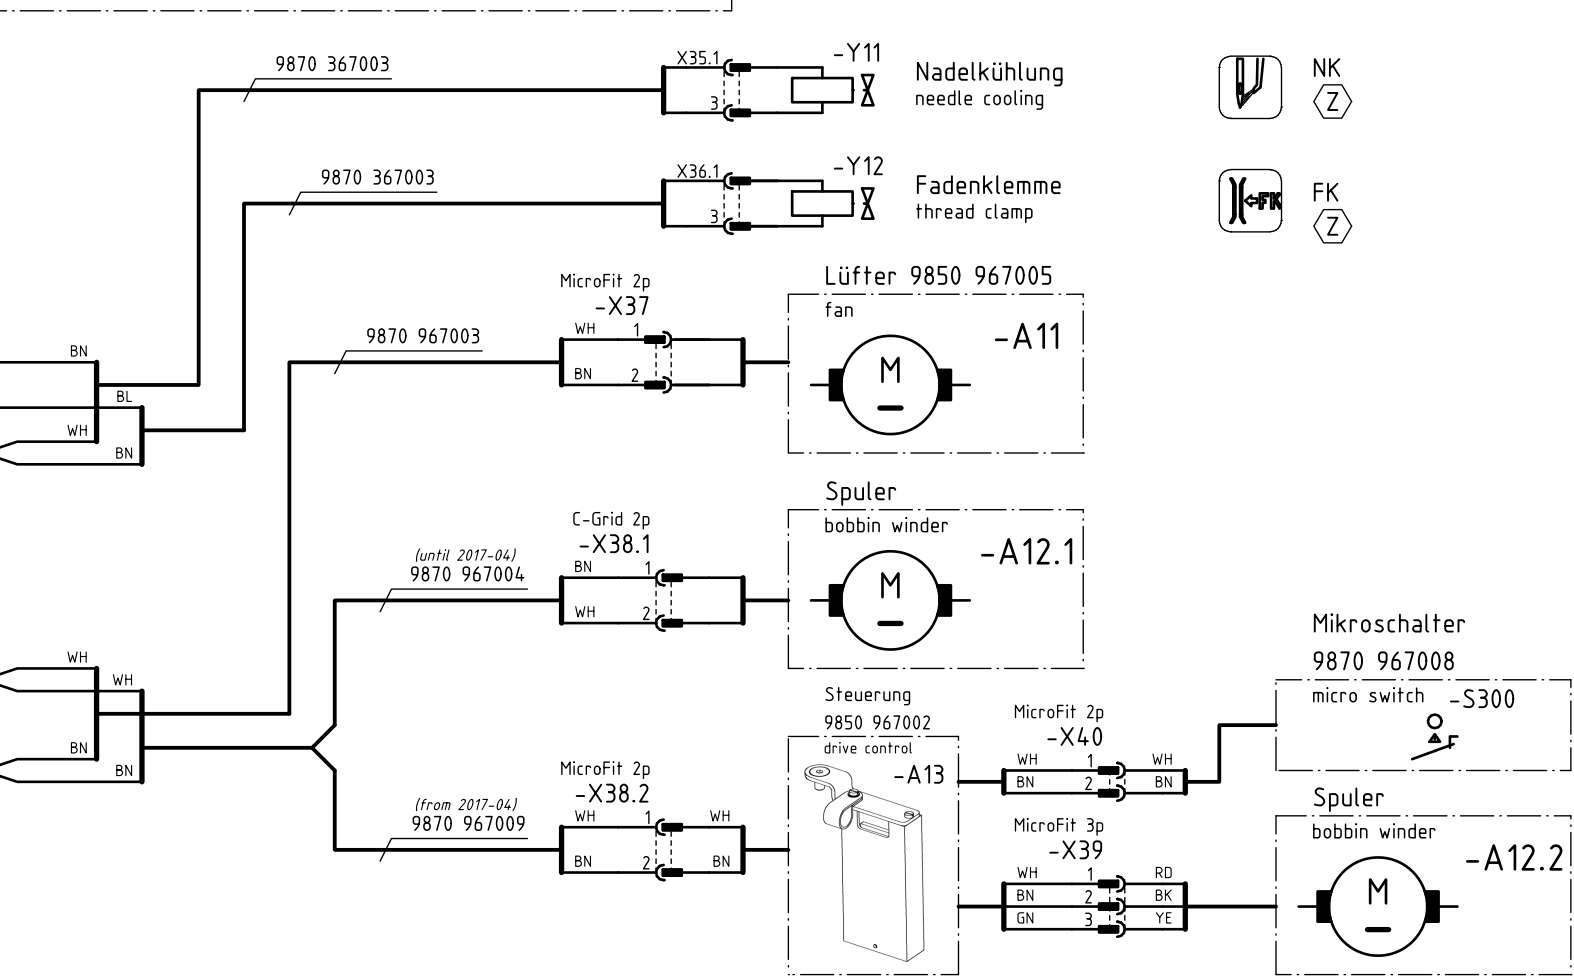 9870 367003
X35.1
3
-Y11
Nadelkühlung
needle cooling
NK
Z
9870 367003
X36.1
3
-Y12
Fadenklemme
thread clamp
FK
FK
Z
Lüfter 9850 967005
fan
-A11
M
MicroFit 2p
-X37
WH 1
BN 2
9870 967003
BN
BL
WH
BN
Spuler
bobbin winder
-A12.1
M
C-Grid 2p
-X38.1
BN 1
WH 2
(until 2017-04)
9870 967004
WH
WH
BN
BN
Mikroschalter
9870 967008
micro switch
-S300
Steuerung
9850 967002
drive control
-A13
MicroFit 2p
-X40
WH 1 WH
BN 2 BN
MicroFit 2p
-X38.2
WH 1 WH
BN 2 BN
(from 2017-04)
9870 967009
MicroFit 3p
-X39
WH 1 RD
BN 2 BK
GN 3 YE
Spuler
bobbin winder
-A12.2
M